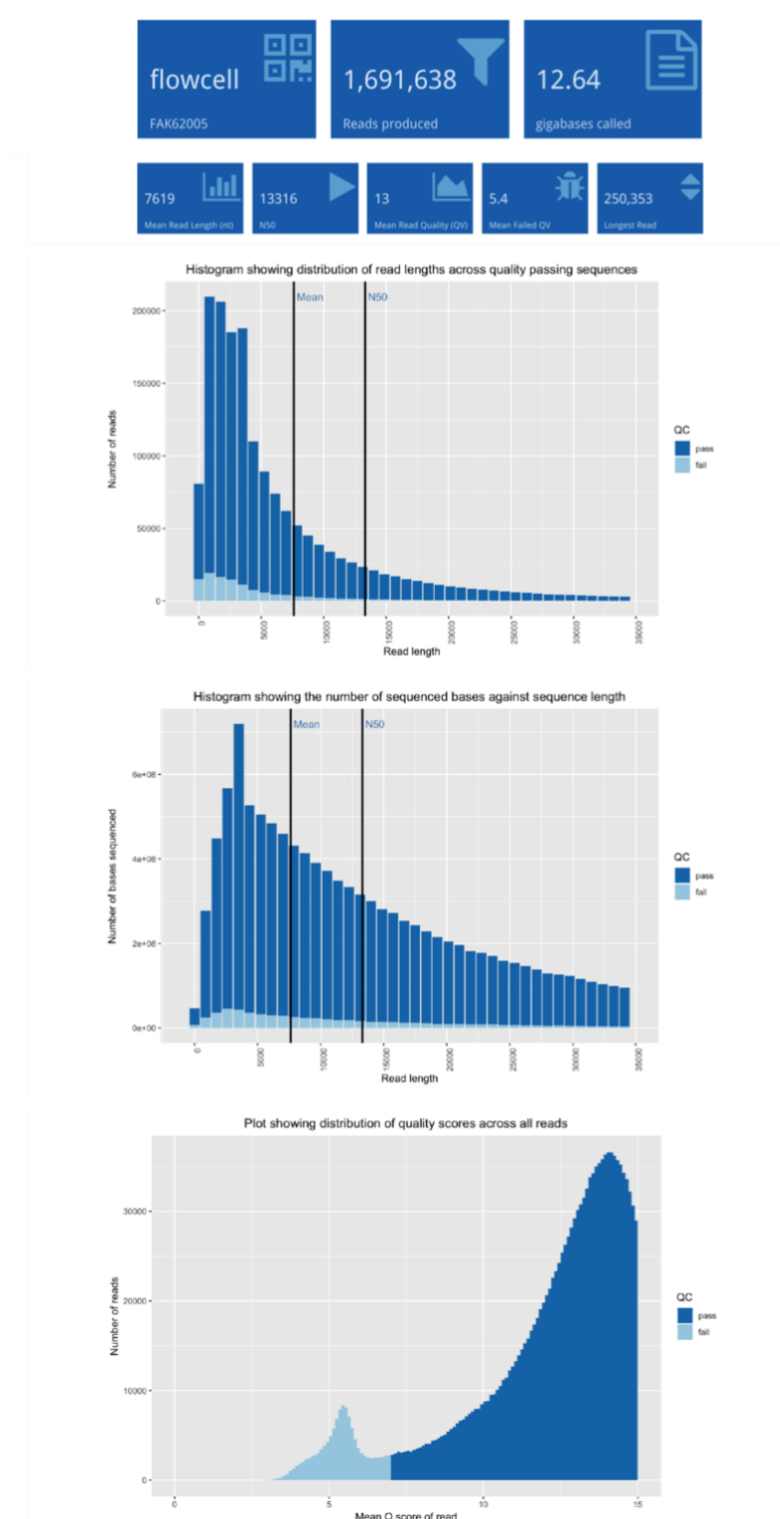 flowcell
FAK62005
1,691,638
Reads produced
12.64
gigabases called
7619
Mean Read Length (nt)
13316
N50
13
Mean Read Quality (QV)
5.4
Mean Failed QV
250,353
Longest Read
Histogram showing distribution of read lengths across quality passing sequences
Mean
N50
200000
150000
100000
50000
0
Number of reads
0
5000
10000
15000
20000
25000
30000
35000
Read length
QC
pass
fail
Histogram showing the number of sequenced bases against sequence length
Mean
N50
6e+08
4e+08
2e+08
0e+00
Number of bases sequenced
0
5000
10000
15000
20000
25000
30000
35000
Read length
QC
pass
fail
Plot showing distribution of quality scores across all reads
30000
20000
10000
0
Number of reads
0
5
10
15
Mean Q score of read
QC
pass
fail